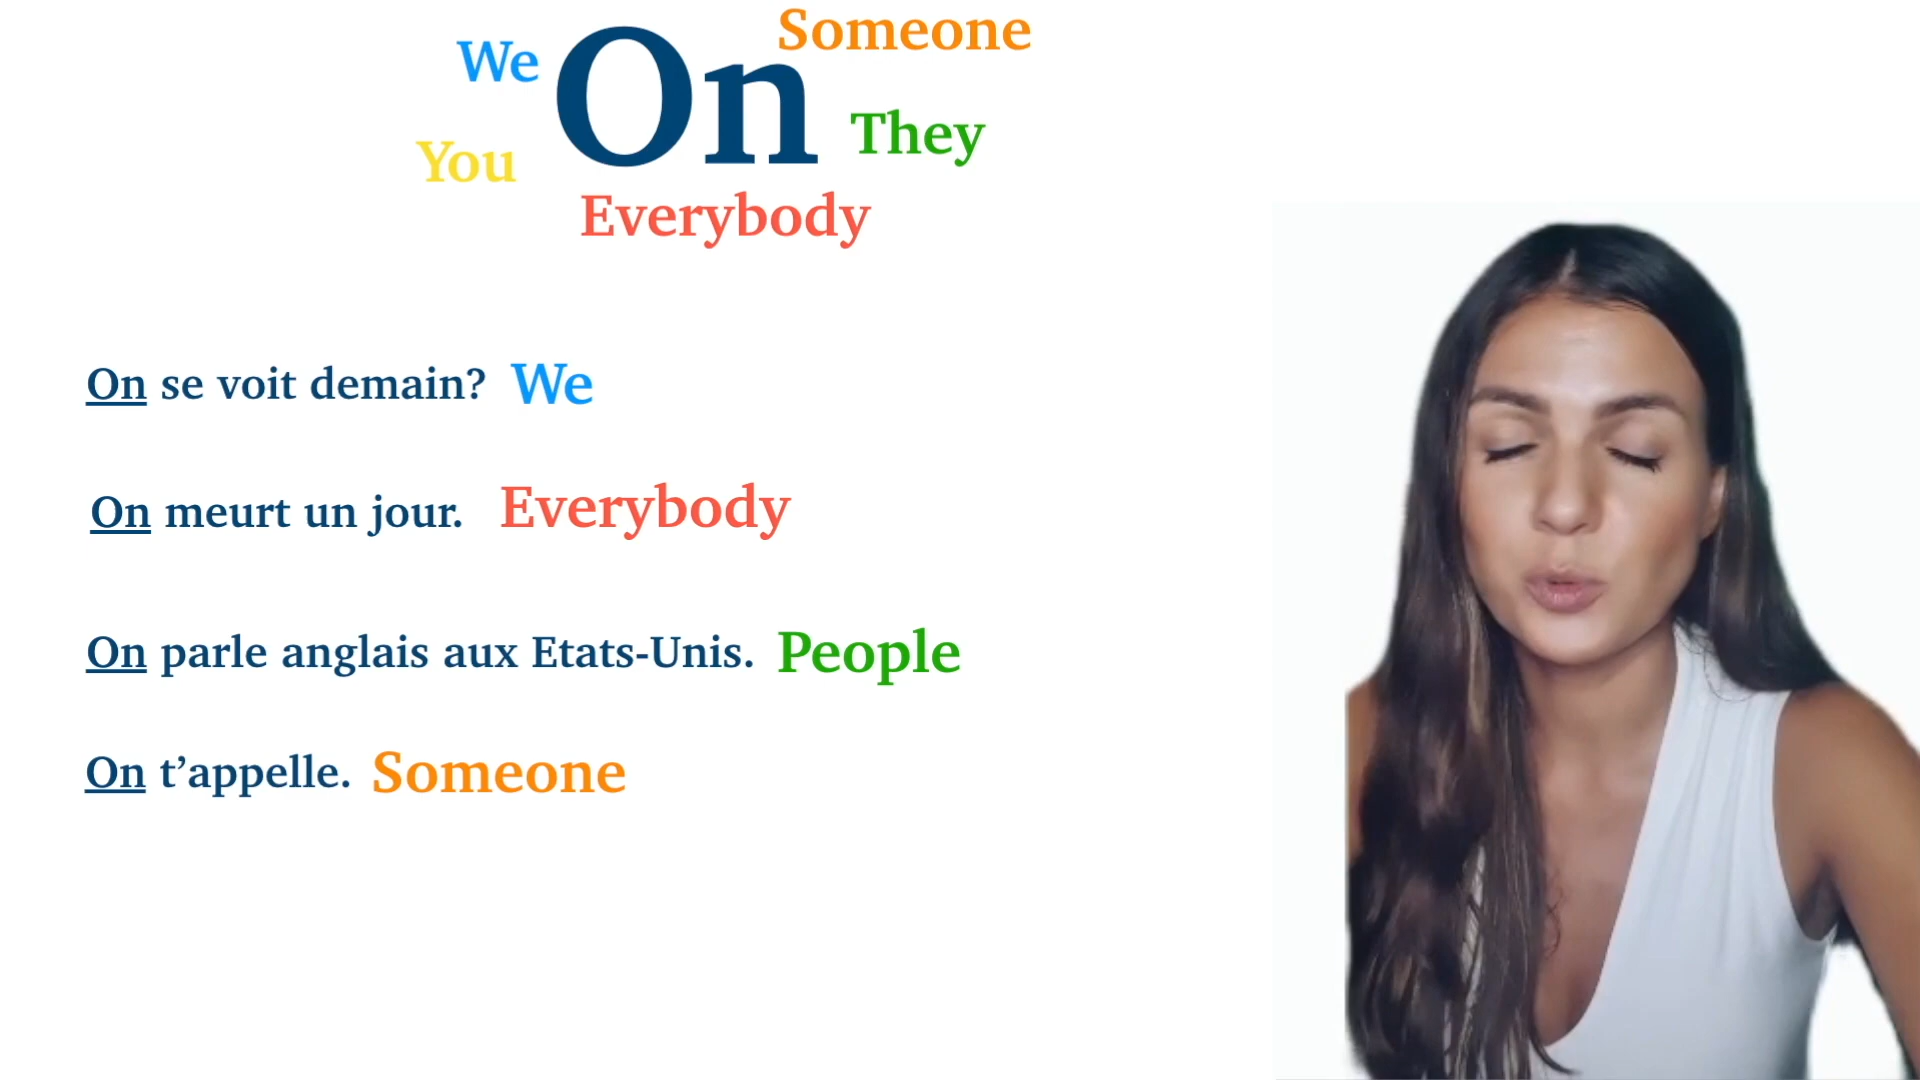 Someone
We On
They
You
Everybody
On se voit demain? We
On meurt un jour. Everybody
On parle anglais aux Etats-Unis. People
On t’appelle. Someone